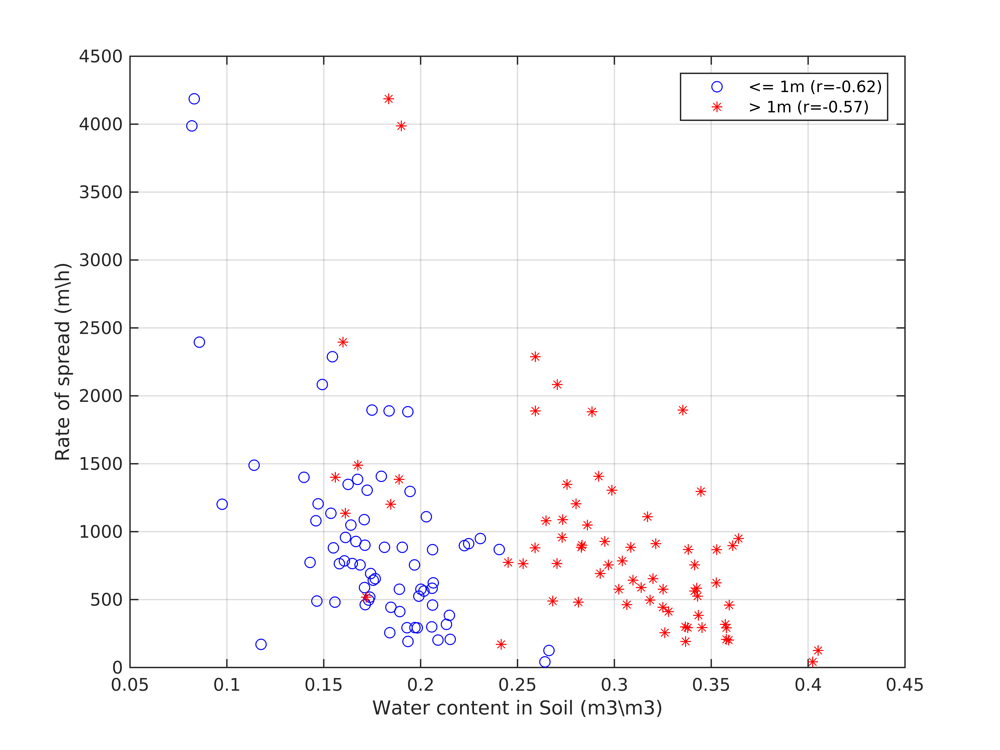 4500
4000
3500
3000
2500
2000
1500
1000
500
0
Rate of spread (m\h)
<= 1m (r=-0.62)
> 1m (r=-0.57)
0.05 0.1 0.15 0.2 0.25 0.3 0.35 0.4 0.45
Water content in Soil (m3\m3)